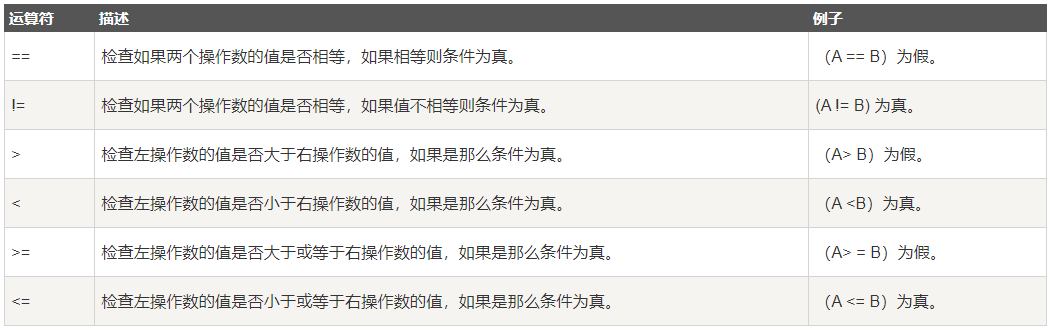 运算符 描述 例子
== 检查如果两个操作数的值是否相等，如果相等则条件为真。 （A == B）为假。
!= 检查如果两个操作数的值是否相等，如果值不相等则条件为真。 (A != B) 为真。
> 检查左操作数的值是否大于右操作数的值，如果是那么条件为真。 （A> B）为假。
< 检查左操作数的值是否小于右操作数的值，如果是那么条件为真。 （A <B）为真。
>= 检查左操作数的值是否大于或等于右操作数的值，如果是那么条件为真。 （A> = B）为假。
<= 检查左操作数的值是否小于或等于右操作数的值，如果是那么条件为真。 （A <= B）为真。